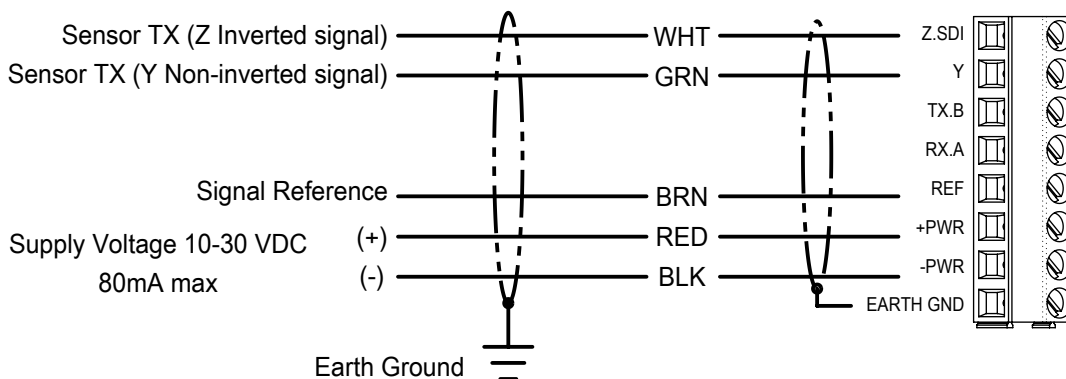 Sensor TX (Z Inverted signal) WHT Z.SDI
Sensor TX (Y Non-inverted signal) GRN Y
TX.B
RX.A
Signal Reference BRN REF
Supply Voltage 10-30 VDC (+) RED +PWR
80mA max (-) BLK -PWR
EARTH GND
Earth Ground